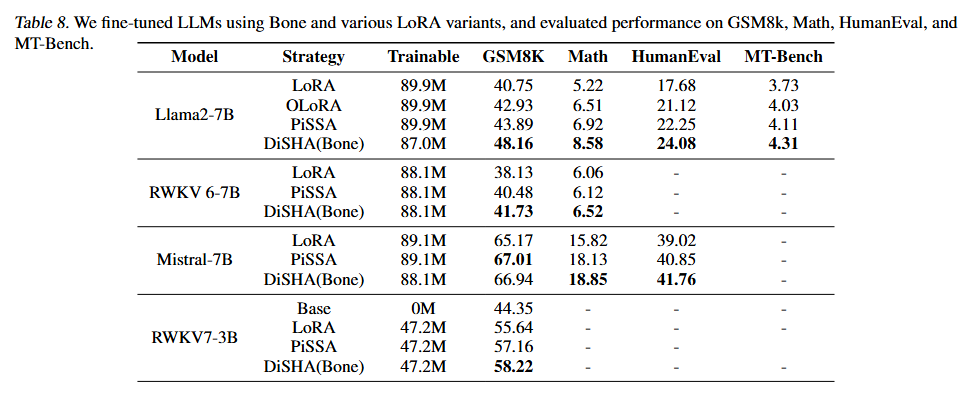 Table 8. We fine-tuned LLMs using Bone and various LoRA variants, and evaluated performance on GSM8k, Math, HumanEval, and
MT-Bench.
Model Strategy Trainable GSM8K Math HumanEval MT-Bench
LoRA 89.9M 40.75 5.22 17.68 3.73
Llama2-7B
OLoRA 89.9M 42.93 6.51 21.12 4.03
PiSSA 89.9M 43.89 6.92 22.25 4.11
DiSHA(Bone) 87.0M 48.16 8.58 24.08 4.31
LoRA 88.1M 38.13 6.06 - -
RWKV 6-7B PiSSA 88.1M 40.48 6.12 - -
DiSHA(Bone) 88.1M 41.73 6.52 - -
LoRA 89.1M 65.17 15.82 39.02 -
Mistral-7B PiSSA 89.1M 67.01 18.13 40.85 -
DiSHA(Bone) 88.1M 66.94 18.85 41.76 -
Base 0M 44.35 - - -
RWKV7-3B
LoRA 47.2M 55.64 - - -
PiSSA 47.2M 57.16 - -
DiSHA(Bone) 47.2M 58.22 - - -